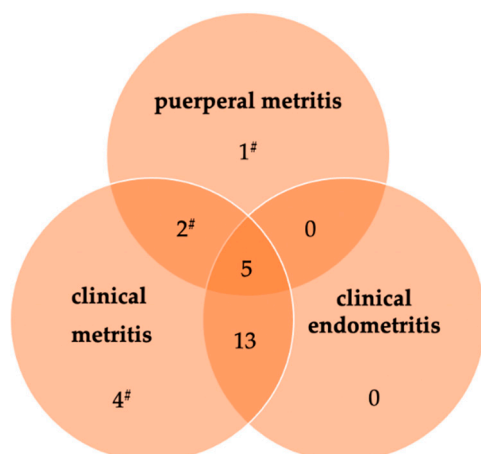 puerperal metritis
1#
2#
0
5
clinical
metritis
clinical
endometritis
13
4#
0